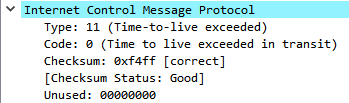 Internet Control Message Protocol
Type: 11 (Time-to-live exceeded)
Code: 0 (Time to live exceeded in transit)
Checksum: 0xf4ff [correct]
[Checksum Status: Good]
Unused: 00000000